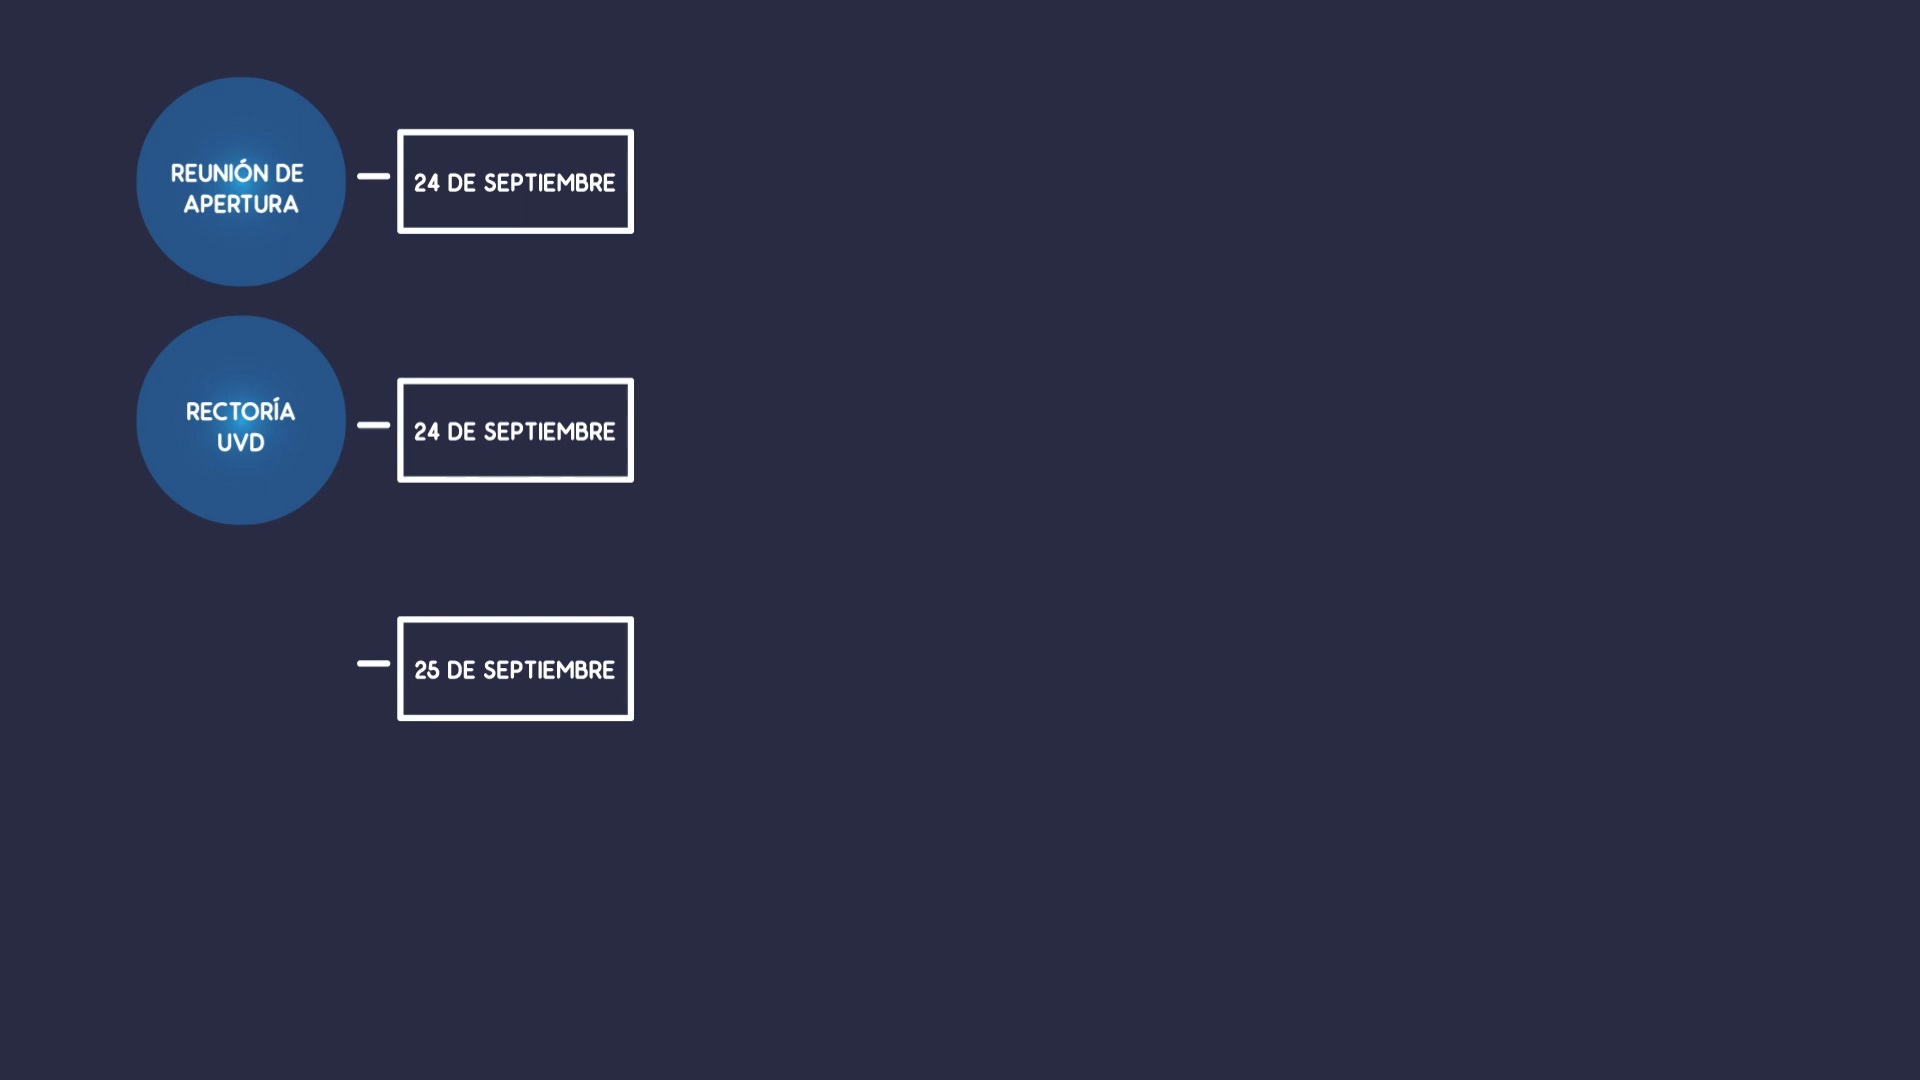 REUNIÓN DE
APERTURA
24 DE SEPTIEMBRE
RECTORÍA
UVD
24 DE SEPTIEMBRE
25 DE SEPTIEMBRE